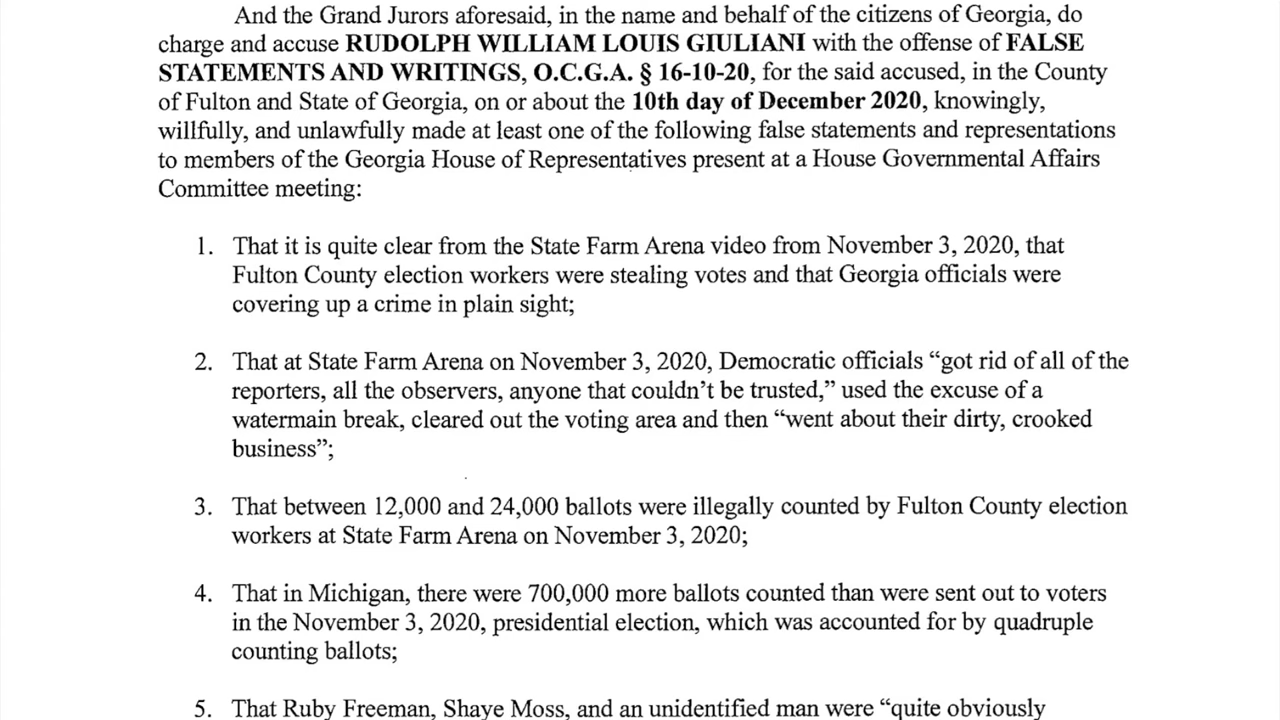 And the Grand Jurors aforesaid, in the name and behalf of the citizens of Georgia, do
charge and accuse RUDOLPH WILLIAM LOUIS GIULIANI with the offense of FALSE
STATEMENTS AND WRITINGS, O.C.G.A. § 16-10-20, for the said accused, in the County
of Fulton and State of Georgia, on or about the 10th day of December 2020, knowingly,
willfully, and unlawfully made at least one of the following false statements and representations
to members of the Georgia House of Representatives present at a House Governmental Affairs
Committee meeting:
1. That it is quite clear from the State Farm Arena video from November 3, 2020, that
Fulton County election workers were stealing votes and that Georgia officials were
covering up a crime in plain sight;
2. That at State Farm Arena on November 3, 2020, Democratic officials “got rid of all of the
reporters, all the observers, anyone that couldn’t be trusted,” used the excuse of a
watermain break, cleared out the voting area and then “went about their dirty, crooked
business”;
3. That between 12,000 and 24,000 ballots were illegally counted by Fulton County election
workers at State Farm Arena on November 3, 2020;
4. That in Michigan, there were 700,000 more ballots counted than were sent out to voters
in the November 3, 2020, presidential election, which was accounted for by quadruple
counting ballots;
5. That Ruby Freeman, Shaye Moss, and an unidentified man were “quite obviously